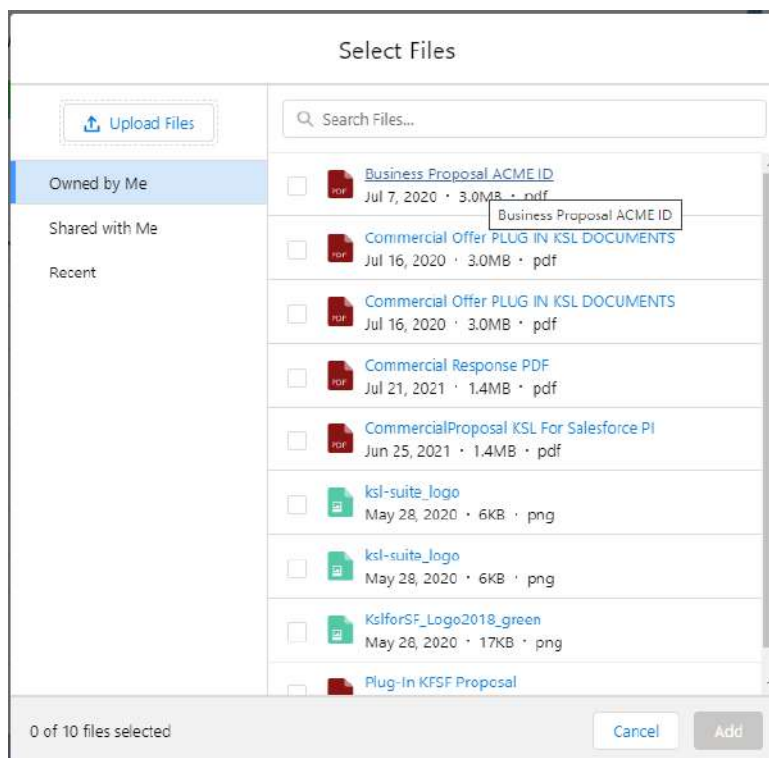 Select Files
Upload Files
Search Files...
Owned by Me
Shared with Me
Recent
Business Proposal ACME ID
Jul 7, 2020 · 3.0MB · pdf
Business Proposal ACME ID
Commercial Offer PLUG IN KSL DOCUMENTS
Jul 16, 2020 · 3.0MB · pdf
Commercial Offer PLUG IN KSL DOCUMENTS
Jul 16, 2020 · 3.0MB · pdf
Commercial Response PDF
Jul 21, 2021 · 1.4MB · pdf
CommercialProposal KSL For Salesforce PI
Jun 25, 2021 · 1.4MB · pdf
ksl-suite_logo
May 28, 2020 · 6KB · png
ksl-suite_logo
May 28, 2020 · 6KB · png
KslforSF_Logo2018_green
May 28, 2020 · 17KB · png
Plug-In KFSF Proposal
0 of 10 files selected
Cancel
Add